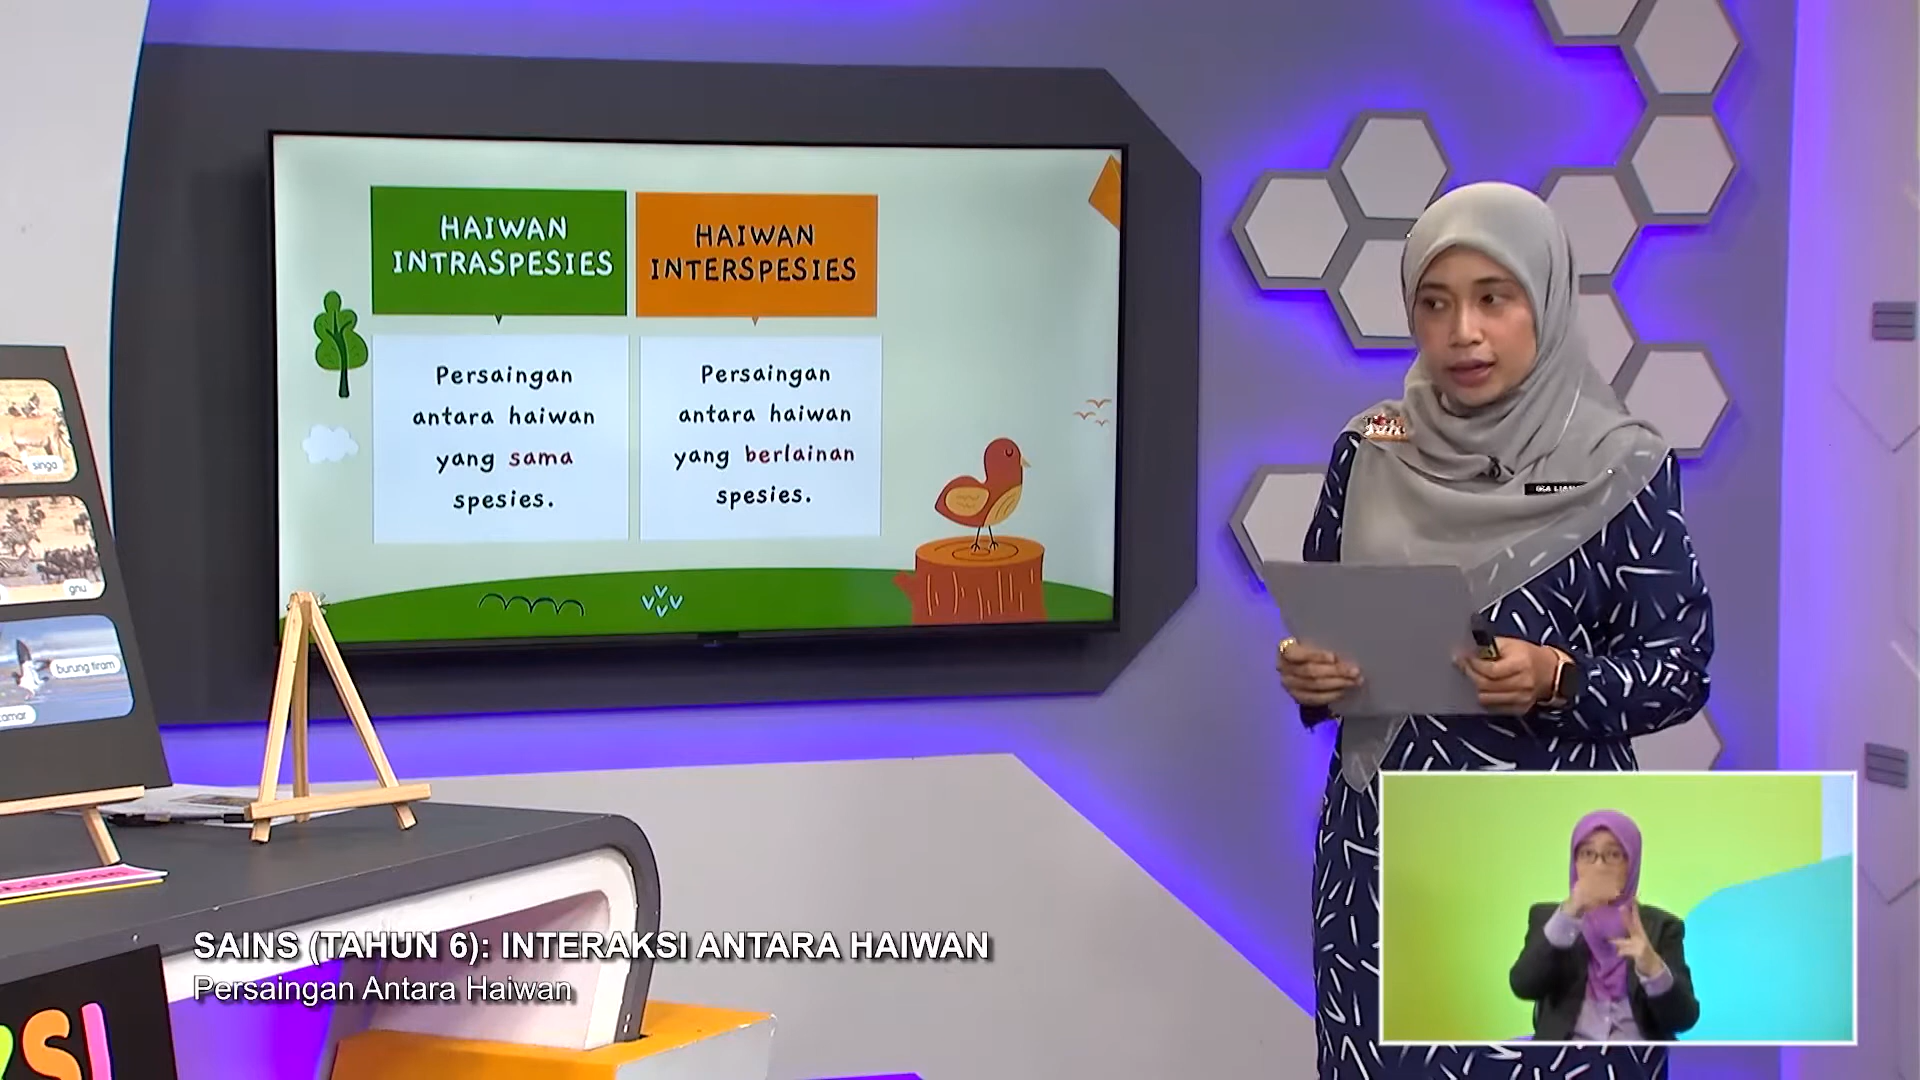 HAIWAN
INTRASPESIES
HAIWAN
INTERSPESIES
Persaingan
antara haiwan
yang sama
spesies.
Persaingan
antara haiwan
yang berlainan
spesies.
singa
gnu
burung tiram
SAINS (TAHUN 6): INTERAKSI ANTARA HAIWAN
Persaingan Antara Haiwan